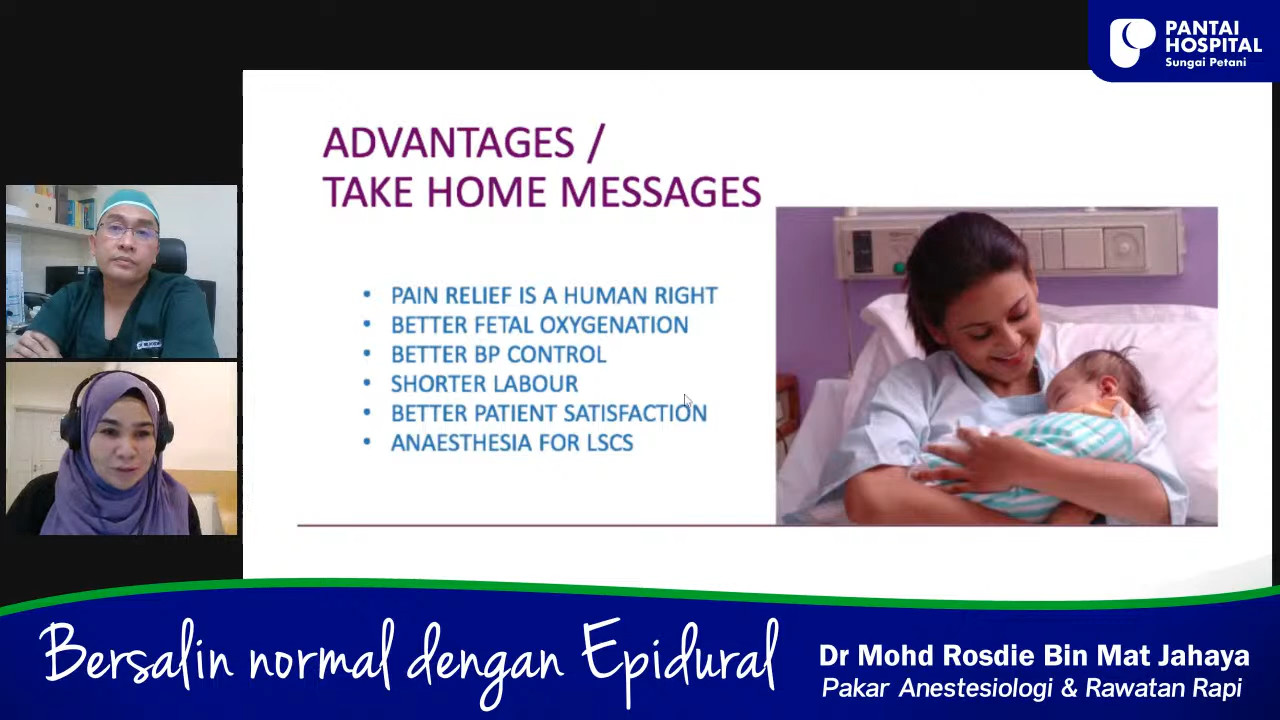 PANTAI
HOSPITAL
Sungai Petani
ADVANTAGES /
TAKE HOME MESSAGES
• PAIN RELIEF IS A HUMAN RIGHT
• BETTER FETAL OXYGENATION
• BETTER BP CONTROL
• SHORTER LABOUR
• BETTER PATIENT SATISFACTION
• ANAESTHESIA FOR LSCS
Bersalin normal dengan Epidural
Dr Mohd Rosdie Bin Mat Jahaya
Pakar Anestesiologi & Rawatan Rapi